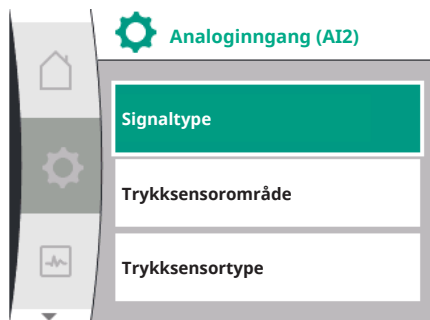 Analoginngang (AI2)
Signaltype
Trykksensorområde
Trykksensortype